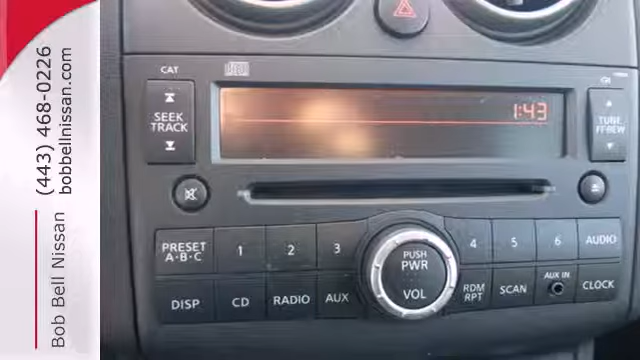 (443) 468-0226
bobbellnissan.com
Bob Bell Nissan
CAT
SEEK
TRACK
1:43
TUNE
FF·REW
PRESET
A·B·C
1
2
3
PUSH
PWR
VOL
4
5
6
AUDIO
DISP
CD
RADIO
AUX
RDM
RPT
SCAN
AUX IN
CLOCK